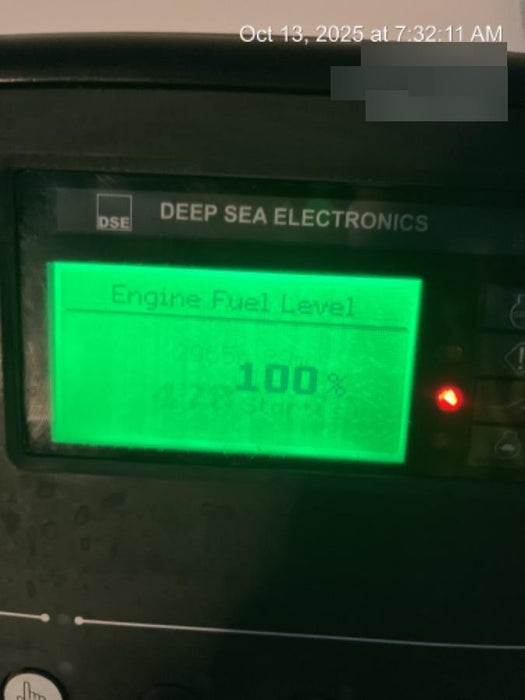 Oct 13, 2025 at 7:32:11 AM
DSE
DEEP SEA ELECTRONICS
Engine Fuel Level
100 %